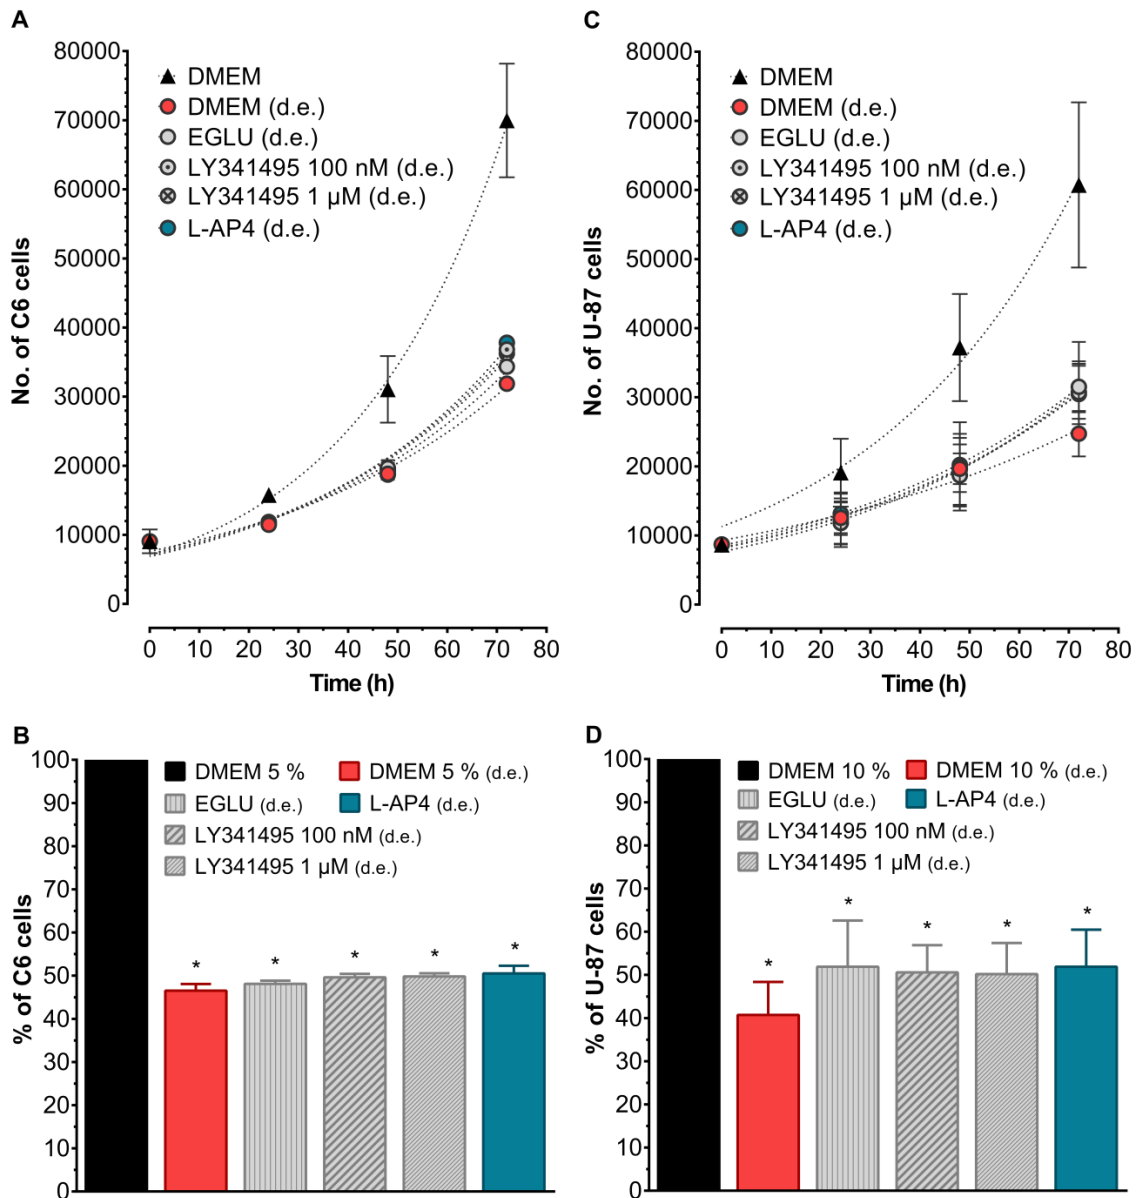 A
No. of C6 cells
80000
70000
60000
50000
40000
30000
20000
10000
0
DMEM
DMEM (d.e.)
EGLU (d.e.)
LY341495 100 nM (d.e.)
LY341495 1 µM (d.e.)
L-AP4 (d.e.)
0 10 20 30 40 50 60 70 80
Time (h)
C
No. of U-87 cells
80000
70000
60000
50000
40000
30000
20000
10000
0
DMEM
DMEM (d.e.)
EGLU (d.e.)
LY341495 100 nM (d.e.)
LY341495 1 µM (d.e.)
L-AP4 (d.e.)
0 10 20 30 40 50 60 70 80
Time (h)
B
% of C6 cells
100
90
80
70
60
50
40
30
20
10
0
DMEM 5 % DMEM 5 % (d.e.)
EGLU (d.e.) L-AP4 (d.e.)
LY341495 100 nM (d.e.)
LY341495 1 µM (d.e.)
* * * * *
D
% of U-87 cells
100
90
80
70
60
50
40
30
20
10
0
DMEM 10 % DMEM 10 % (d.e.)
EGLU (d.e.) L-AP4 (d.e.)
LY341495 100 nM (d.e.)
LY341495 1 µM (d.e.)
* * * * *